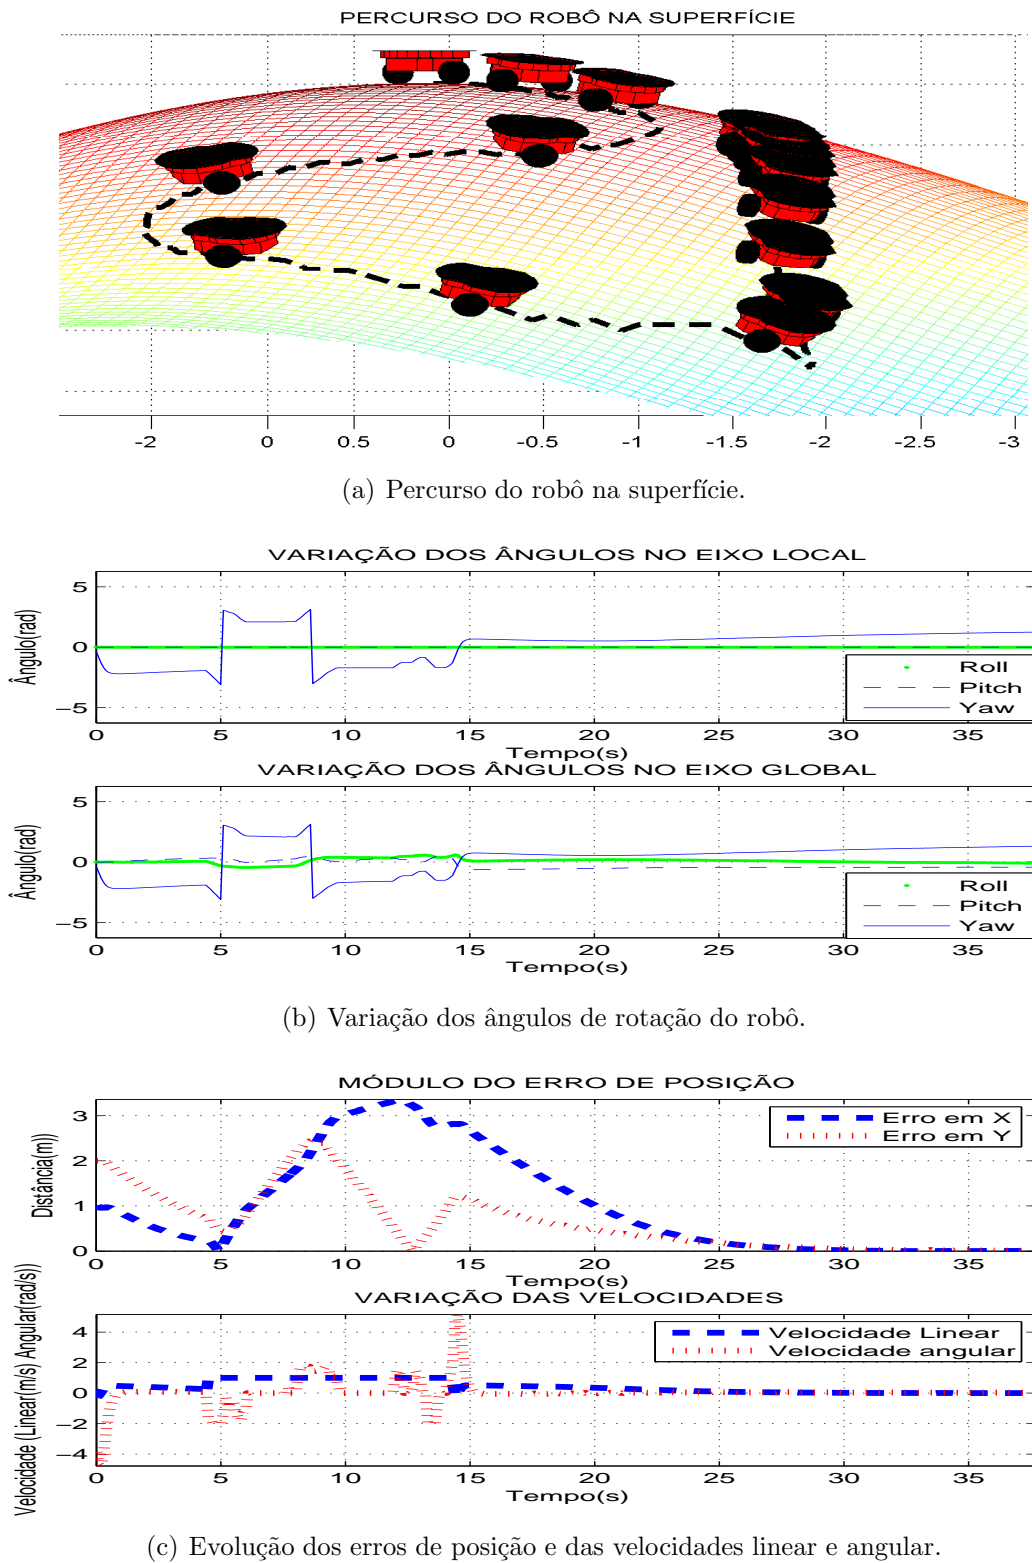 PERCURSO DO ROBÔ NA SUPERFÍCIE
-2 0 0.5 0 -0.5 -1 -1.5 -2 -2.5 -3
(a) Percurso do robô na superfície.
VARIAÇÃO DOS ÂNGULOS NO EIXO LOCAL
Ângulo(rad)
5
0
−5
Roll
Pitch
Yaw
0 5 10 15 20 25 30 35
Tempo(s)
VARIAÇÃO DOS ÂNGULOS NO EIXO GLOBAL
Ângulo(rad)
5
0
−5
Roll
Pitch
Yaw
0 5 10 15 20 25 30 35
Tempo(s)
(b) Variação dos ângulos de rotação do robô.
MÓDULO DO ERRO DE POSIÇÃO
Distância(m))
3
2
1
0
Erro em X
Erro em Y
0 5 10 15 20 25 30 35
Tempo(s)
VARIAÇÃO DAS VELOCIDADES
Velocidade (Linear(m/s) Angular(rad/s))
4
2
0
−2
−4
Velocidade Linear
Velocidade angular
0 5 10 15 20 25 30 35
Tempo(s)
(c) Evolução dos erros de posição e das velocidades linear e angular.